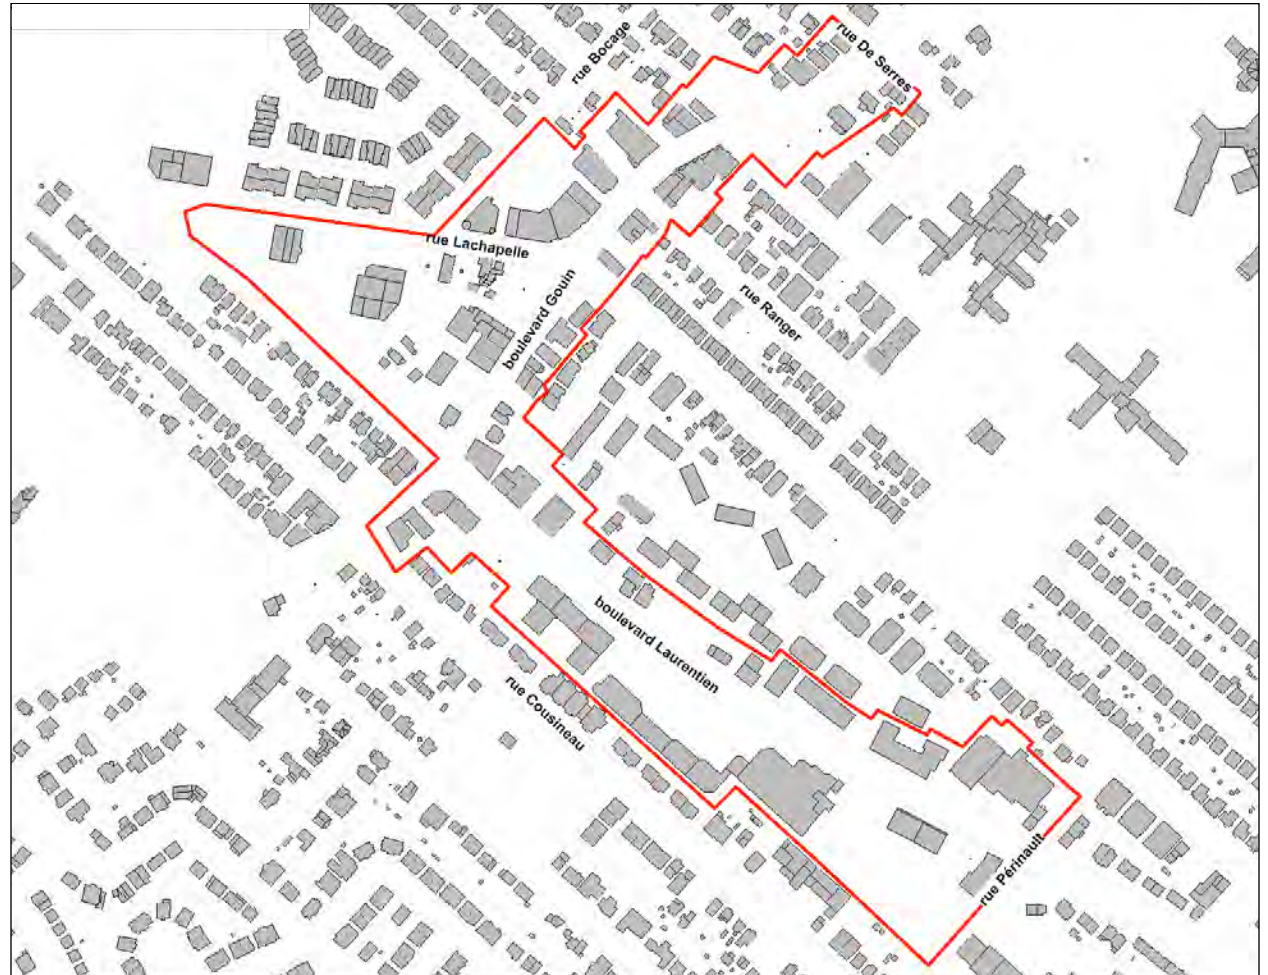 rue Bocage
rue De Serres
rue Lachapelle
boulevard Gouin
rue Ranger
boulevard Laurentien
rue Cousineau
rue Périnault